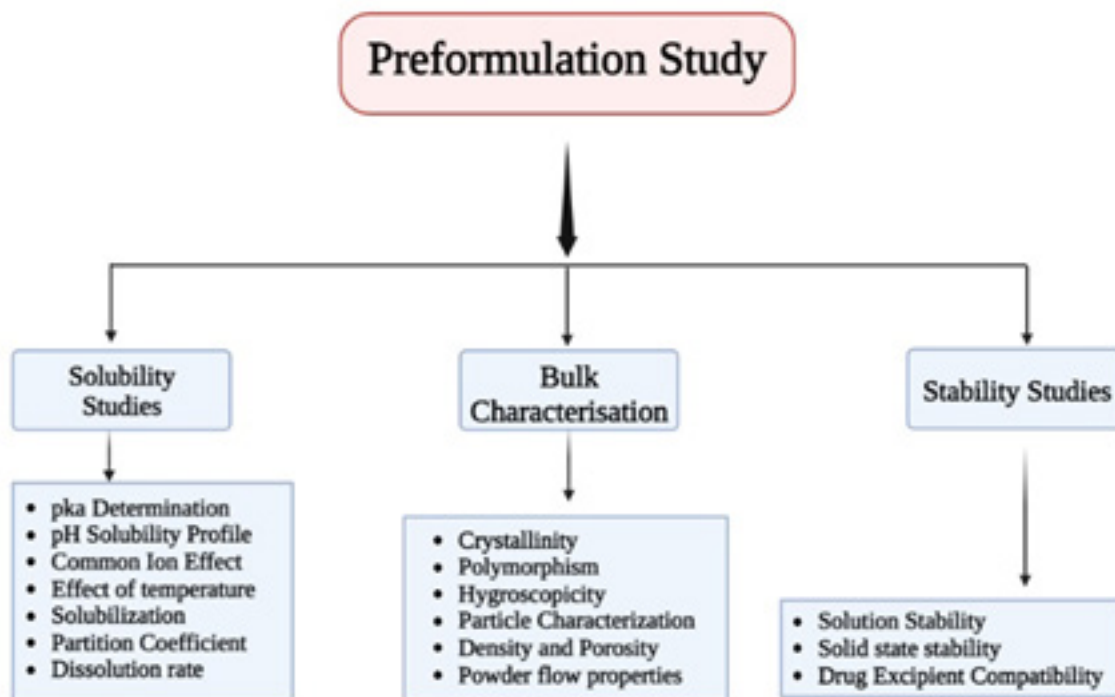 Preformulation Study
Solubility
Studies
Bulk
Characterisation
Stability Studies
• pka Determination
• pH Solubility Profile
• Common Ion Effect
• Effect of temperature
• Solubilization
• Partition Coefficient
• Dissolution rate
• Crystallinity
• Polymorphism
• Hygroscopicity
• Particle Characterization
• Density and Porosity
• Powder flow properties
• Solution Stability
• Solid state stability
• Drug Excipient Compatibility